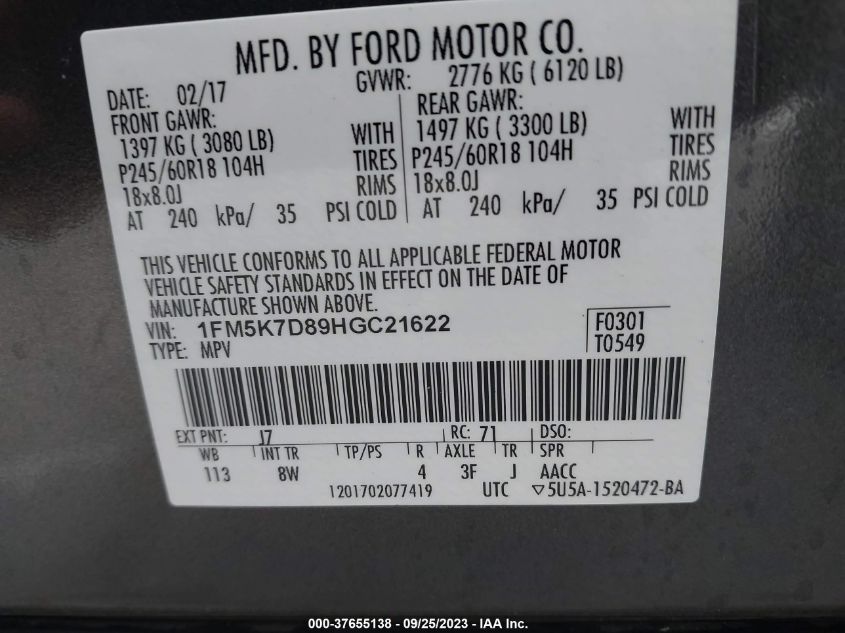 MFD. BY FORD MOTOR CO.
DATE: 02/17 GVWR: 2776 KG ( 6120 LB)
FRONT GAWR: REAR GAWR:
1397 KG ( 3080 LB) WITH 1497 KG ( 3300 LB) WITH
P245/60R18 104H TIRES P245/60R18 104H TIRES
18x8.0J RIMS 18x8.0J RIMS
AT 240 kPa/ 35 PSI COLD AT 240 kPa/ 35 PSI COLD
THIS VEHICLE CONFORMS TO ALL APPLICABLE FEDERAL MOTOR
VEHICLE SAFETY STANDARDS IN EFFECT ON THE DATE OF
MANUFACTURE SHOWN ABOVE.
VIN: 1FM5K7D89HGC21622 F0301
TYPE: MPV T0549
EXT PNT: J7 RC: 71 DSO:
WB INT TR TP/PS R AXLE TR SPR
113 8W 4 3F J AACC
1201702077419 UTC ▽5U5A-1520472-BA
000-37655138 - 09/25/2023 - IAA Inc.